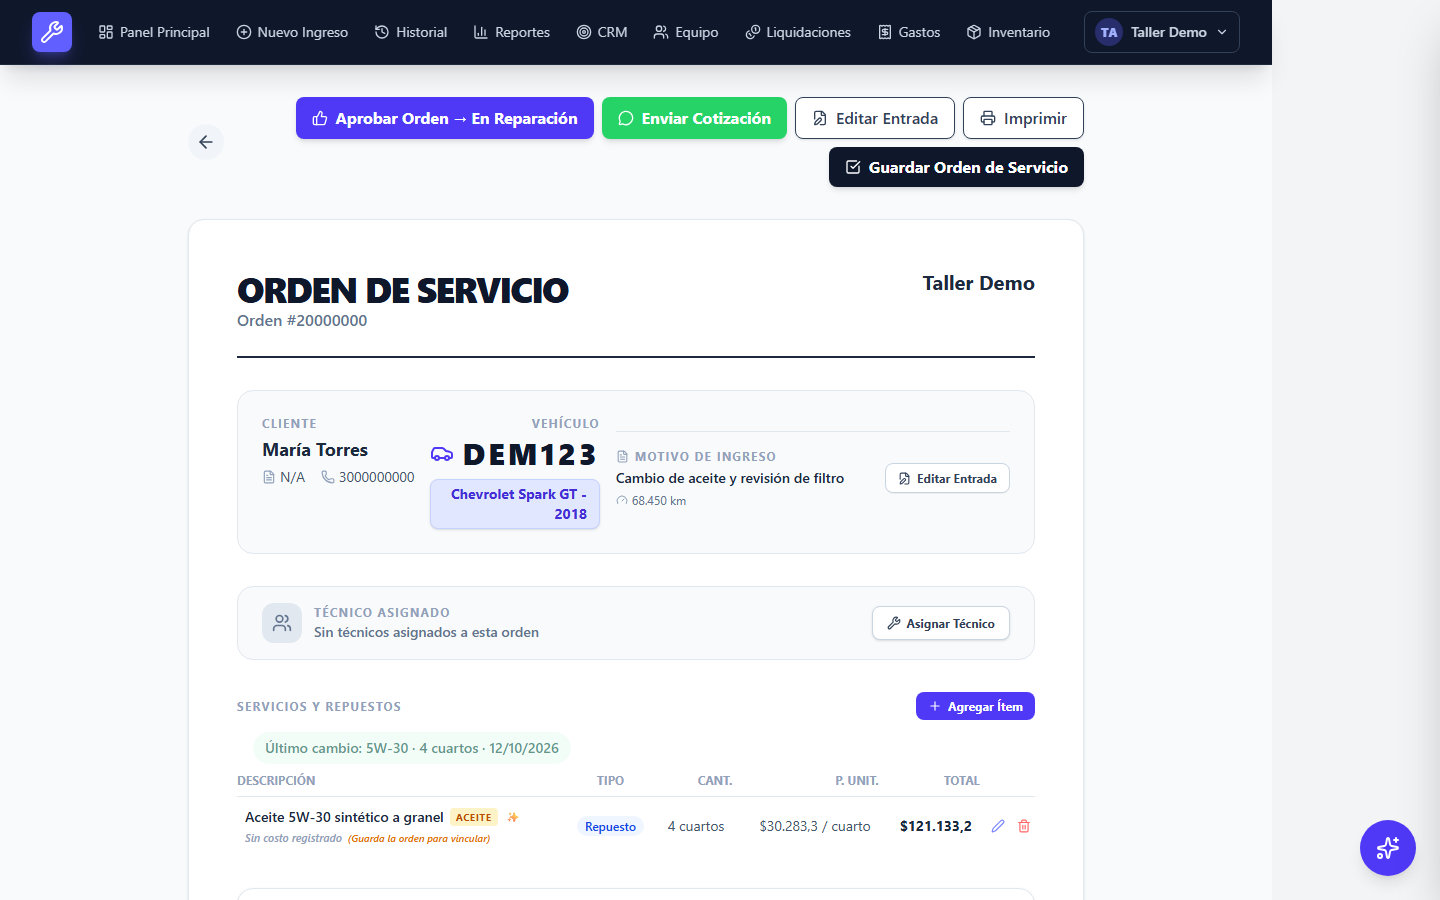 Panel Principal
Nuevo Ingreso
Historial
Reportes
CRM
Equipo
Liquidaciones
Gastos
Inventario
TA
Taller Demo
Aprobar Orden → En Reparación
Enviar Cotización
Editar Entrada
Imprimir
Guardar Orden de Servicio
ORDEN DE SERVICIO
Taller Demo
Orden #20000000
CLIENTE
María Torres
N/A 3000000000
VEHÍCULO
DEM123
Chevrolet Spark GT -
2018
MOTIVO DE INGRESO
Cambio de aceite y revisión de filtro
68.450 km
Editar Entrada
TÉCNICO ASIGNADO
Sin técnicos asignados a esta orden
Asignar Técnico
SERVICIOS Y REPUESTOS
Agregar Ítem
Último cambio: 5W-30 · 4 cuartos · 12/10/2026
DESCRIPCIÓN TIPO CANT. P. UNIT. TOTAL
Aceite 5W-30 sintético a granel ACEITE
Sin costo registrado (Guarda la orden para vincular)
Repuesto 4 cuartos $30.283,3 / cuarto $121.133,2